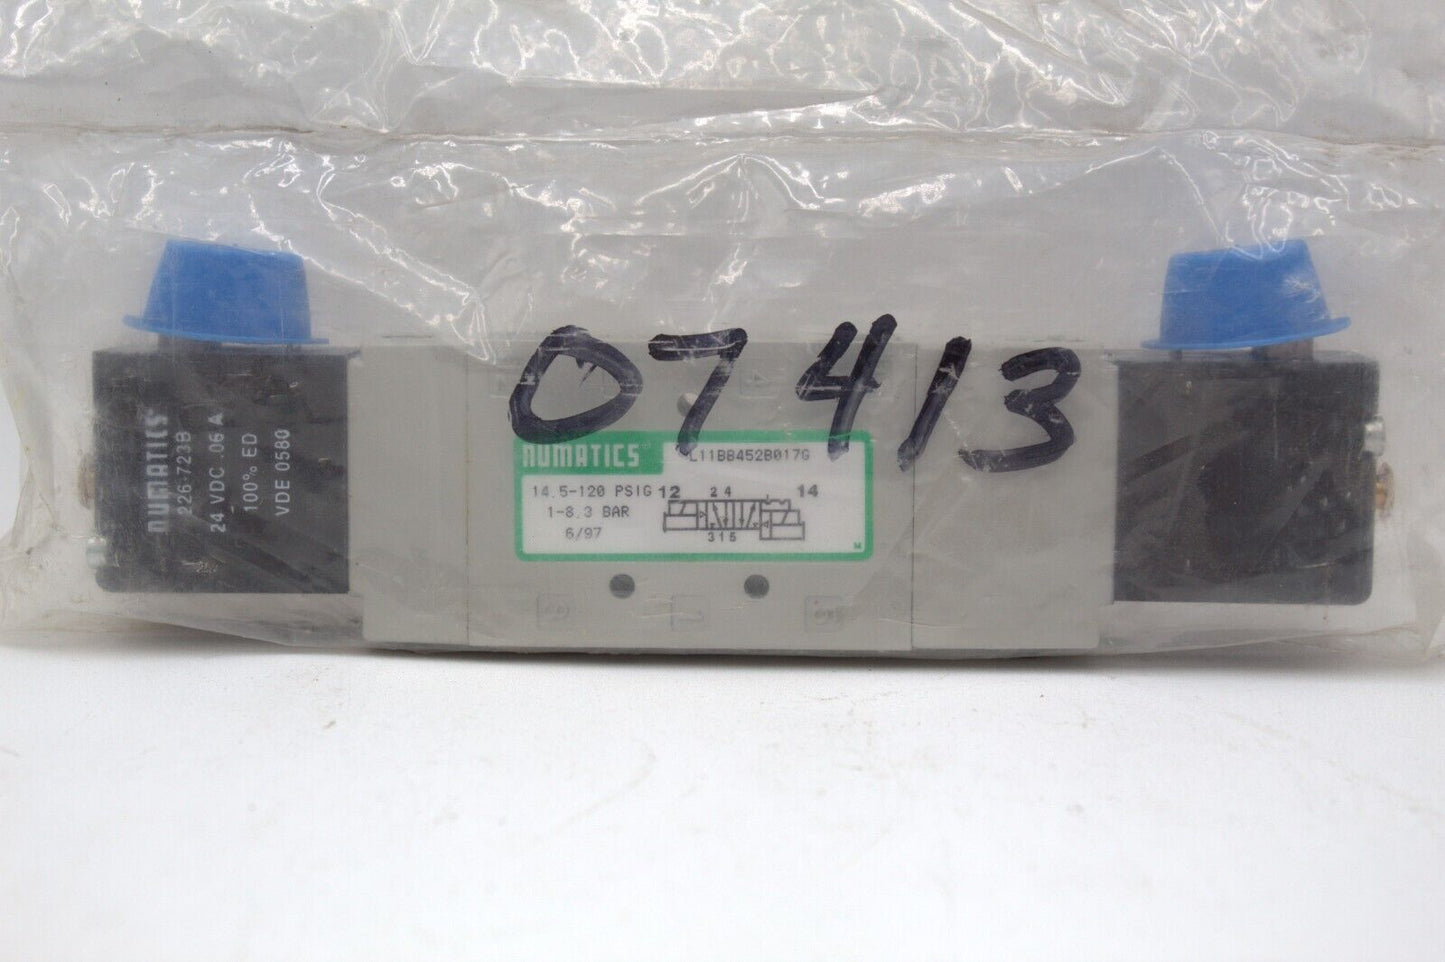 07413
NUMATICS
226-723B
24 VDC .06 A
100% ED
VDE 0580
NUMATICS L11BB452B017G
14.5-120 PSIG 12 2 4 14
1-8.3 BAR
6/97 3 1 5